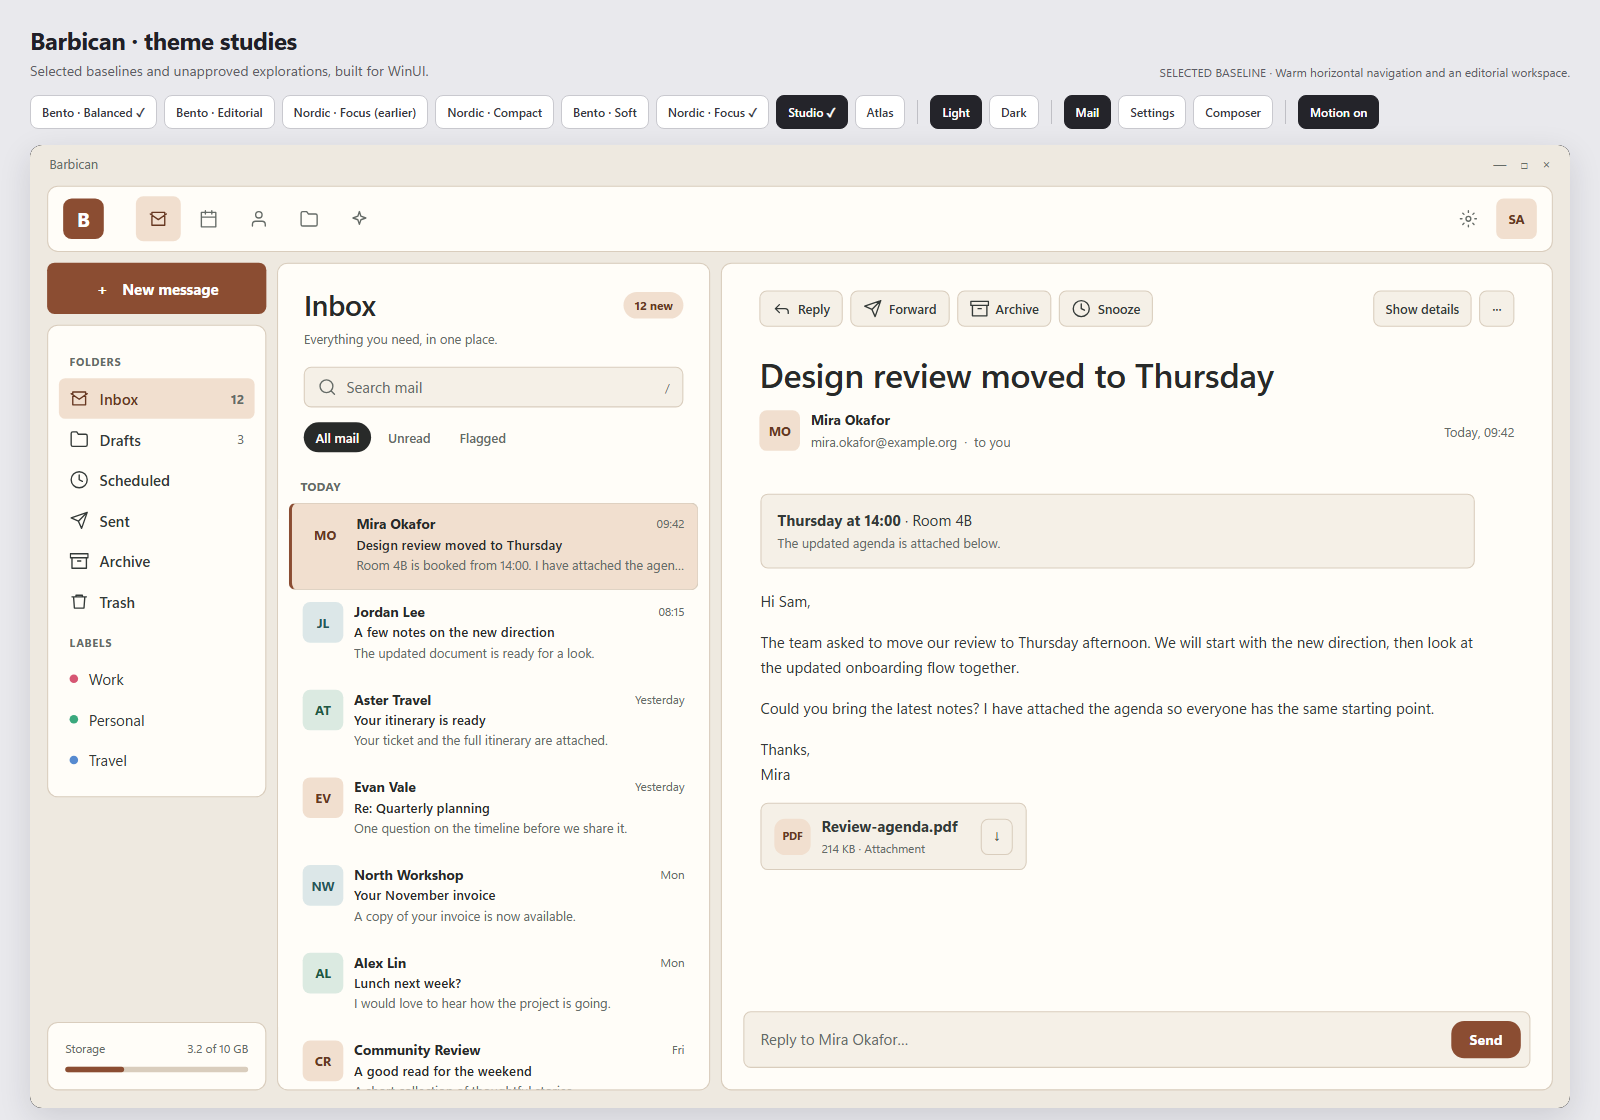 Barbican · theme studies
Selected baselines and unapproved explorations, built for WinUI.
SELECTED BASELINE · Warm horizontal navigation and an editorial workspace.
Bento · Balanced ✓
Bento · Editorial
Nordic · Focus (earlier)
Nordic · Compact
Bento · Soft
Nordic · Focus ✓
Studio ✓
Atlas
Light
Dark
Mail
Settings
Composer
Motion on
Barbican
B
SA
+ New message
FOLDERS
Inbox 12
Drafts 3
Scheduled
Sent
Archive
Trash
LABELS
Work
Personal
Travel
Storage 3.2 of 10 GB
Inbox
12 new
Everything you need, in one place.
Search mail /
All mail
Unread
Flagged
TODAY
MO
Mira Okafor 09:42
Design review moved to Thursday
Room 4B is booked from 14:00. I have attached the agen...
JL
Jordan Lee 08:15
A few notes on the new direction
The updated document is ready for a look.
AT
Aster Travel Yesterday
Your itinerary is ready
Your ticket and the full itinerary are attached.
EV
Evan Vale Yesterday
Re: Quarterly planning
One question on the timeline before we share it.
NW
North Workshop Mon
Your November invoice
A copy of your invoice is now available.
AL
Alex Lin Mon
Lunch next week?
I would love to hear how the project is going.
CR
Community Review Fri
A good read for the weekend
Reply
Forward
Archive
Snooze
Show details
...
Design review moved to Thursday
MO
Mira Okafor
mira.okafor@example.org · to you
Today, 09:42
Thursday at 14:00 · Room 4B
The updated agenda is attached below.
Hi Sam,
The team asked to move our review to Thursday afternoon. We will start with the new direction, then look at
the updated onboarding flow together.
Could you bring the latest notes? I have attached the agenda so everyone has the same starting point.
Thanks,
Mira
PDF
Review-agenda.pdf
214 KB · Attachment
↓
Reply to Mira Okafor...
Send